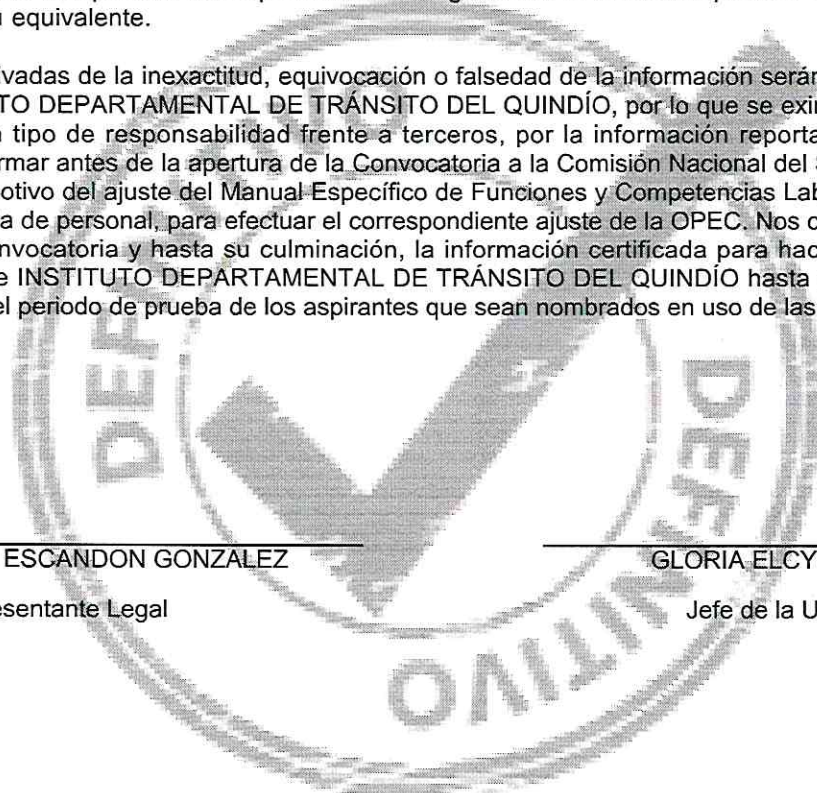 u equivalente.
ivadas de la inexactitud, equivocación o falsedad de la información serán
TO DEPARTAMENTAL DE TRÁNSITO DEL QUINDÍO, por lo que se exin
tipo de responsabilidad frente a terceros, por la información reporta
rmar antes de la apertura de la Convocatoria a la Comisión Nacional del S
otivo del ajuste del Manual Específico de Funciones y Competencias Lab
a de personal, para efectuar el correspondiente ajuste de la OPEC. Nos c
nvocatoria y hasta su culminación, la información certificada para hac
e INSTITUTO DEPARTAMENTAL DE TRÁNSITO DEL QUINDÍO hasta
el periodo de prueba de los aspirantes que sean nombrados en uso de las
DEFINITIVO
DEFINITIVO
ESCANDON GONZALEZ
GLORIA ELCY
esentante Legal
Jefe de la U